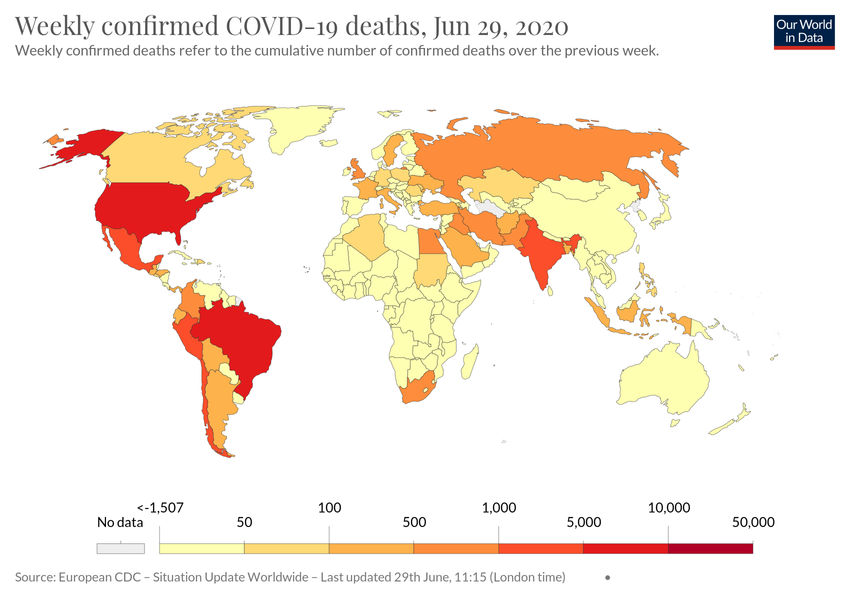 Weekly confirmed COVID-19 deaths, Jun 29, 2020
Weekly confirmed deaths refer to the cumulative number of confirmed deaths over the previous week.
Our World
in Data
<-1,507 100 1,000 10,000
No data 50 500 5,000 50,000
Source: European CDC – Situation Update Worldwide – Last updated 29th June, 11:15 (London time) •